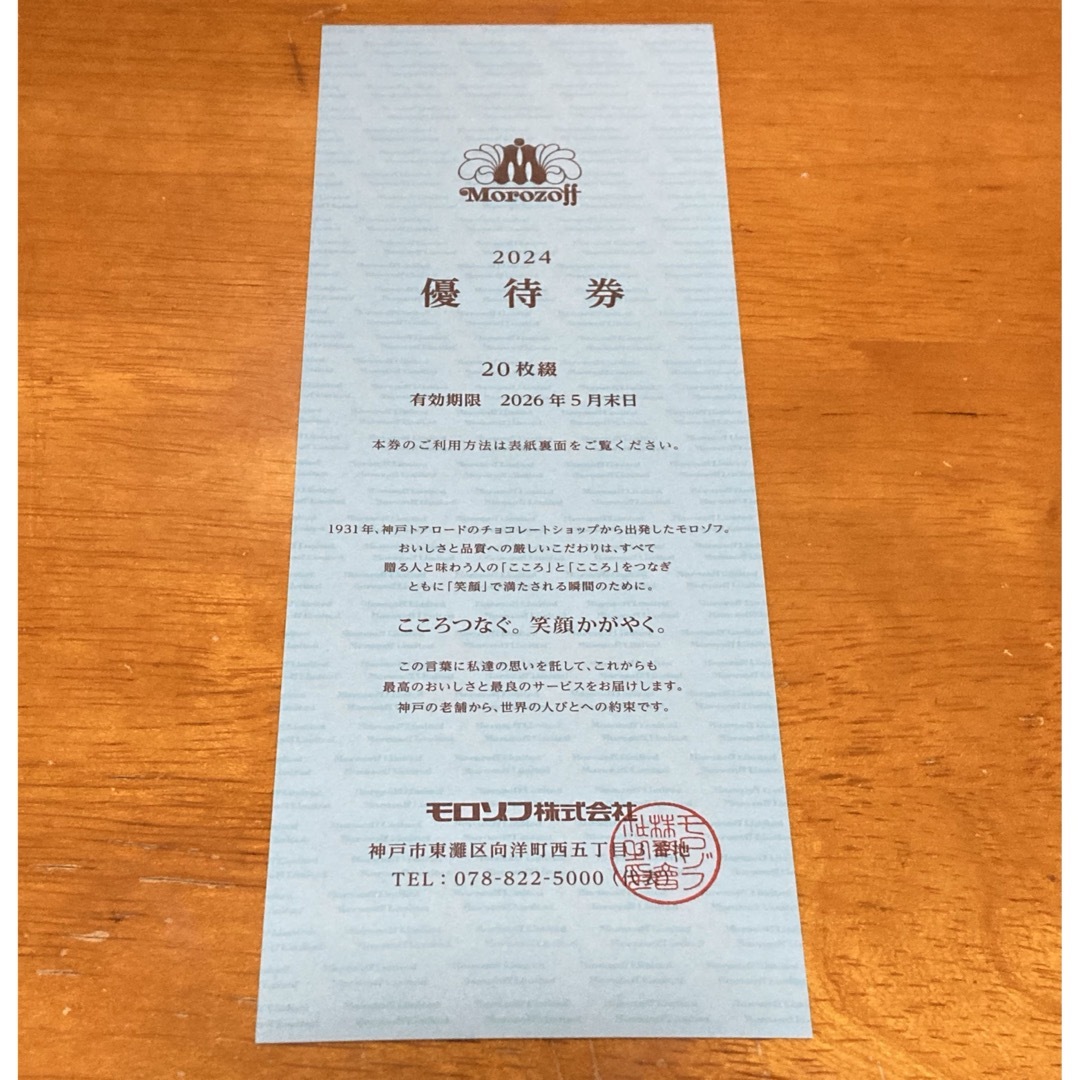 Morozoff
2024
優待券
20枚綴
有効期限 2026年5月末日
本券のご利用方法は表紙裏面をご覧ください。
1931年、神戸トアロードのチョコレートショップから出発したモロゾフ。
おいしさと品質への厳しいこだわりは、すべて
贈る人と味わう人の「こころ」と「こころ」をつなぎ
ともに「笑顔」で満たされる瞬間のために。
こころつなぐ。笑顔かがやく。
この言葉に私達の思いを託して、これからも
最高のおいしさと最良のサービスをお届けします。
神戸の老舗から、世界の人びとへの約束です。
モロゾフ株式会社
神戸市東灘区向洋町西五丁目3番地
TEL：078-822-5000（代表）